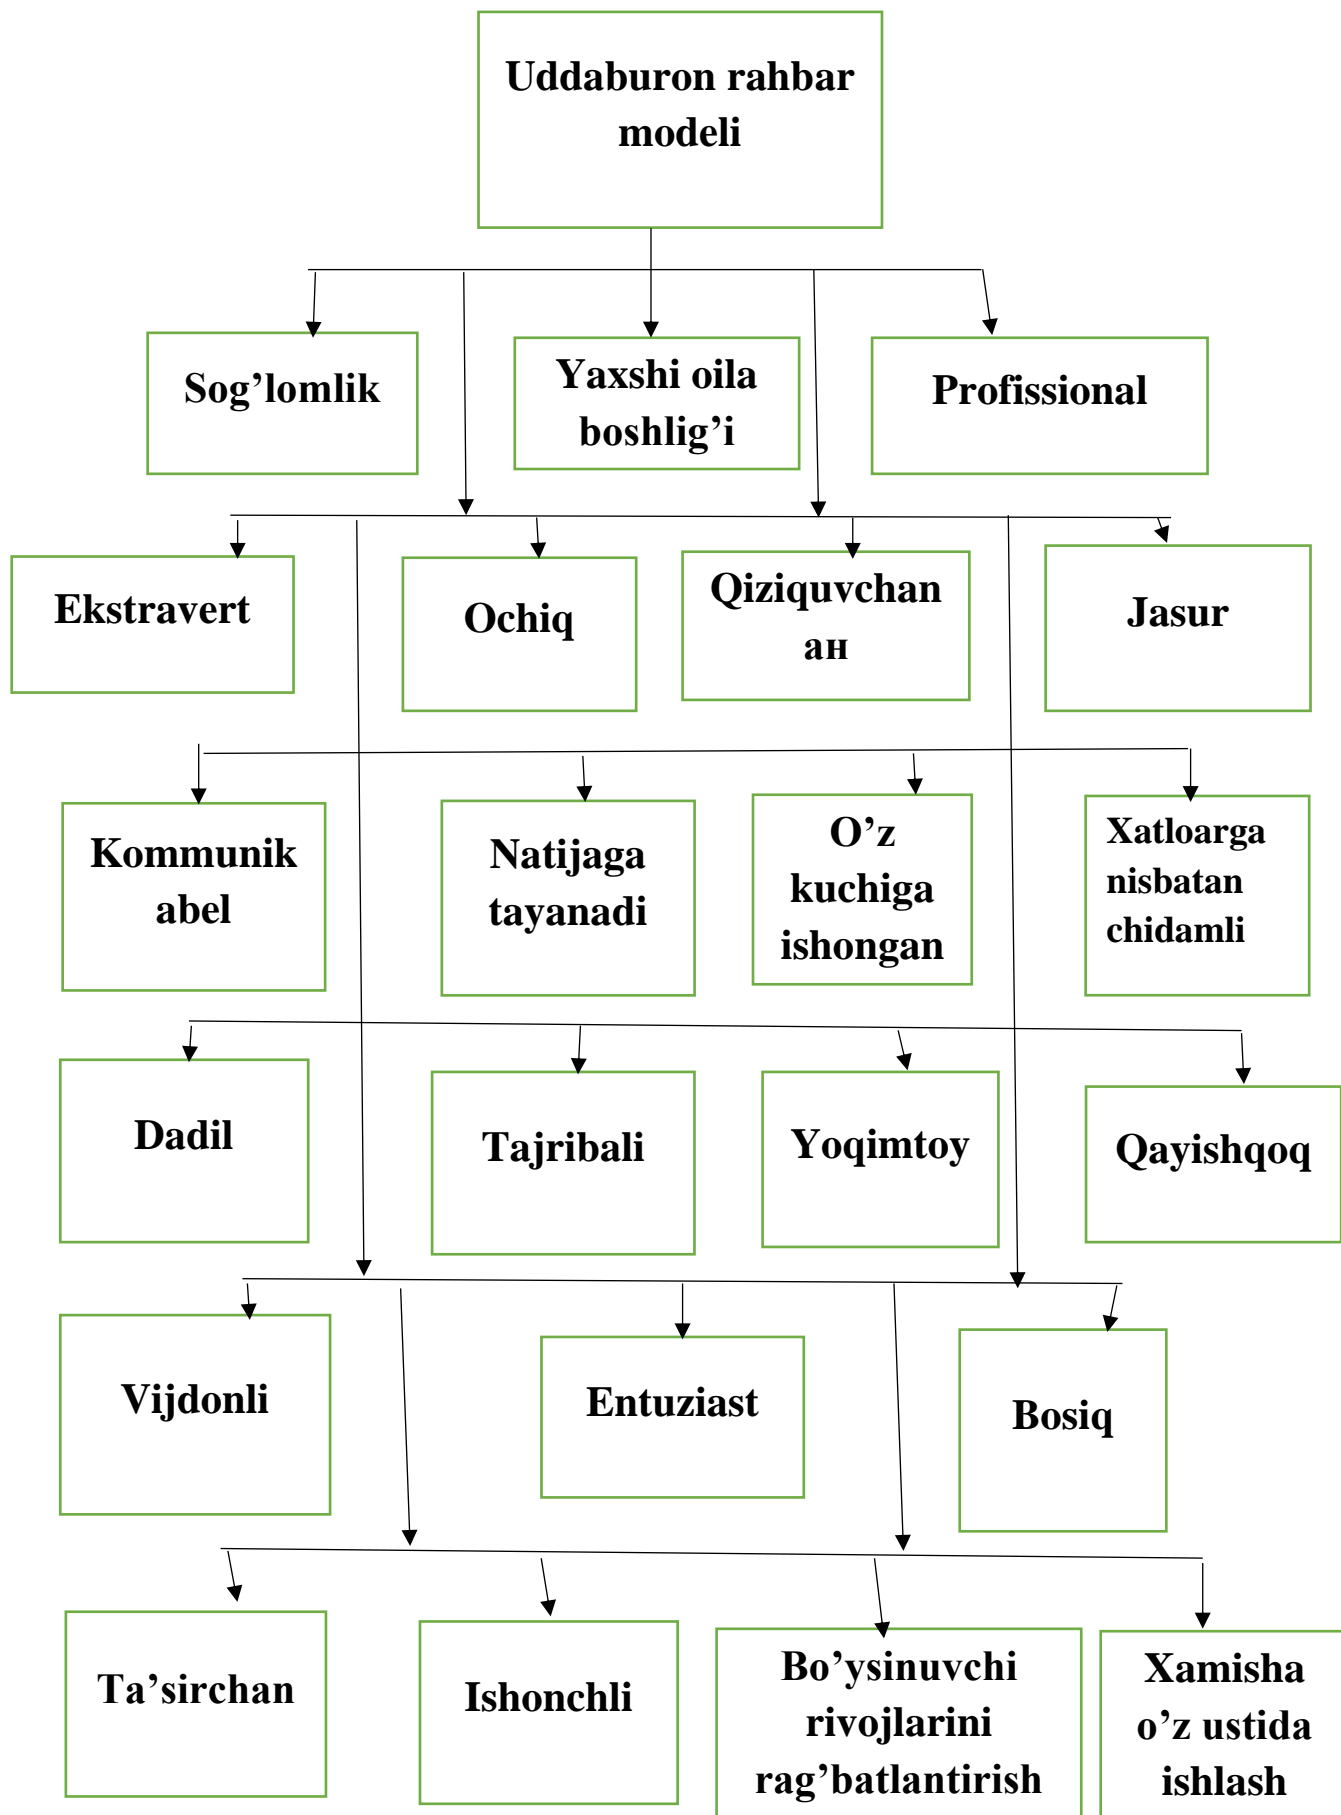 Uddaburon rahbar
modeli
Sog’lomlik
Yaxshi oila
boshlig’i
Profissional
Ekstravert
Ochiq
Qiziquvchan
ан
Jasur
Kommunik
abel
Natijaga
tayanadi
O’z
kuchiga
ishongan
Xatloarga
nisbatan
chidamli
Dadil
Tajribali
Yoqimtoy
Qayishqoq
Vijdonli
Entuziast
Bosiq
Ta’sirchan
Ishonchli
Bo’ysinuvchi
rivojlarini
rag’batlantirish
Xamisha
o’z ustida
ishlash